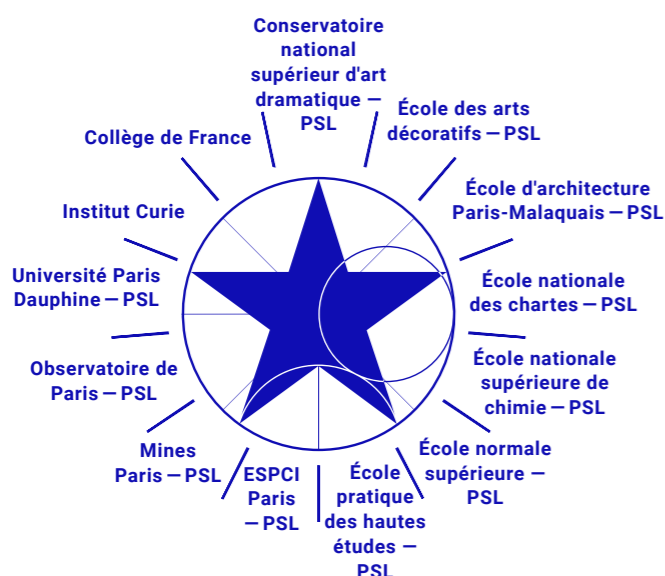 Conservatoire
national
supérieur d'art
dramatique —
PSL
École des arts
décoratifs — PSL
École d'architecture
Paris-Malaquais — PSL
École nationale
des chartes — PSL
École nationale
supérieure de
chimie — PSL
École normale
supérieure —
PSL
École
pratique
des hautes
études —
PSL
ESPCI
Paris
— PSL
Mines
Paris — PSL
Observatoire de
Paris — PSL
Université Paris
Dauphine — PSL
Institut Curie
Collège de France